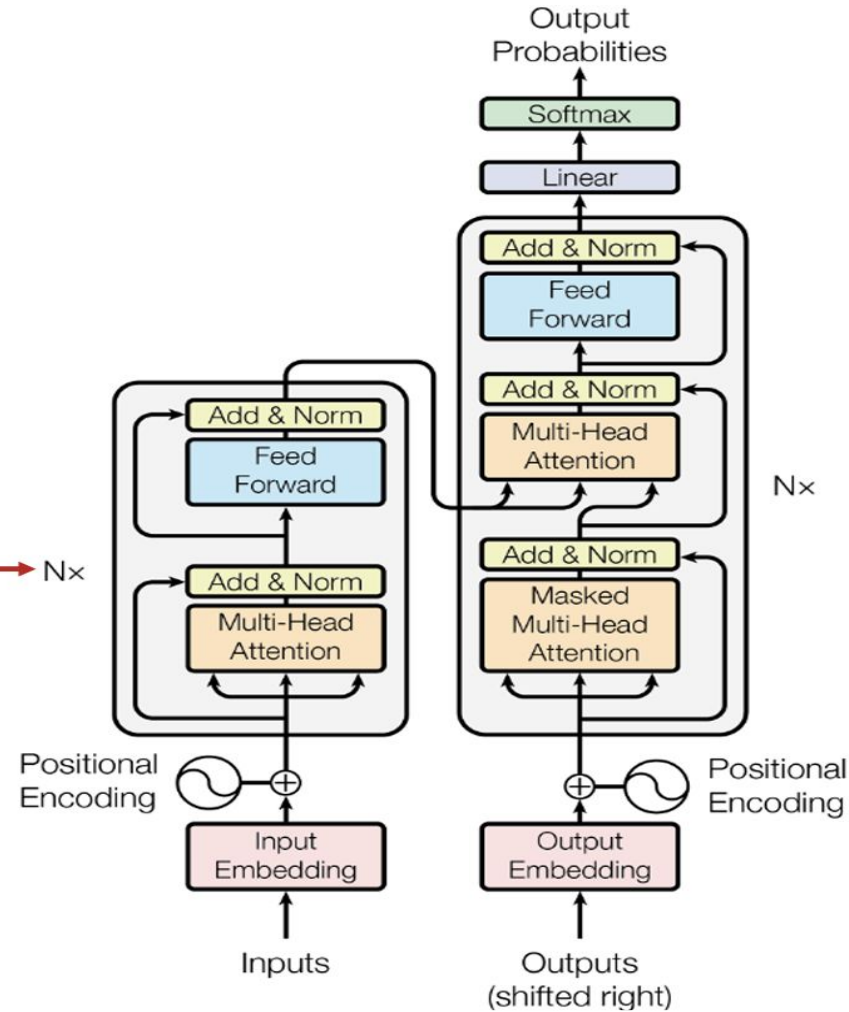 Output
Probabilities
Softmax
Linear
Add & Norm
Feed
Forward
Add & Norm
Multi-Head
Attention
Nx
Add & Norm
Masked
Multi-Head
Attention
Add & Norm
Feed
Forward
Nx
Add & Norm
Multi-Head
Attention
Positional
Encoding
Positional
Encoding
Input
Embedding
Output
Embedding
Inputs
Outputs
(shifted right)